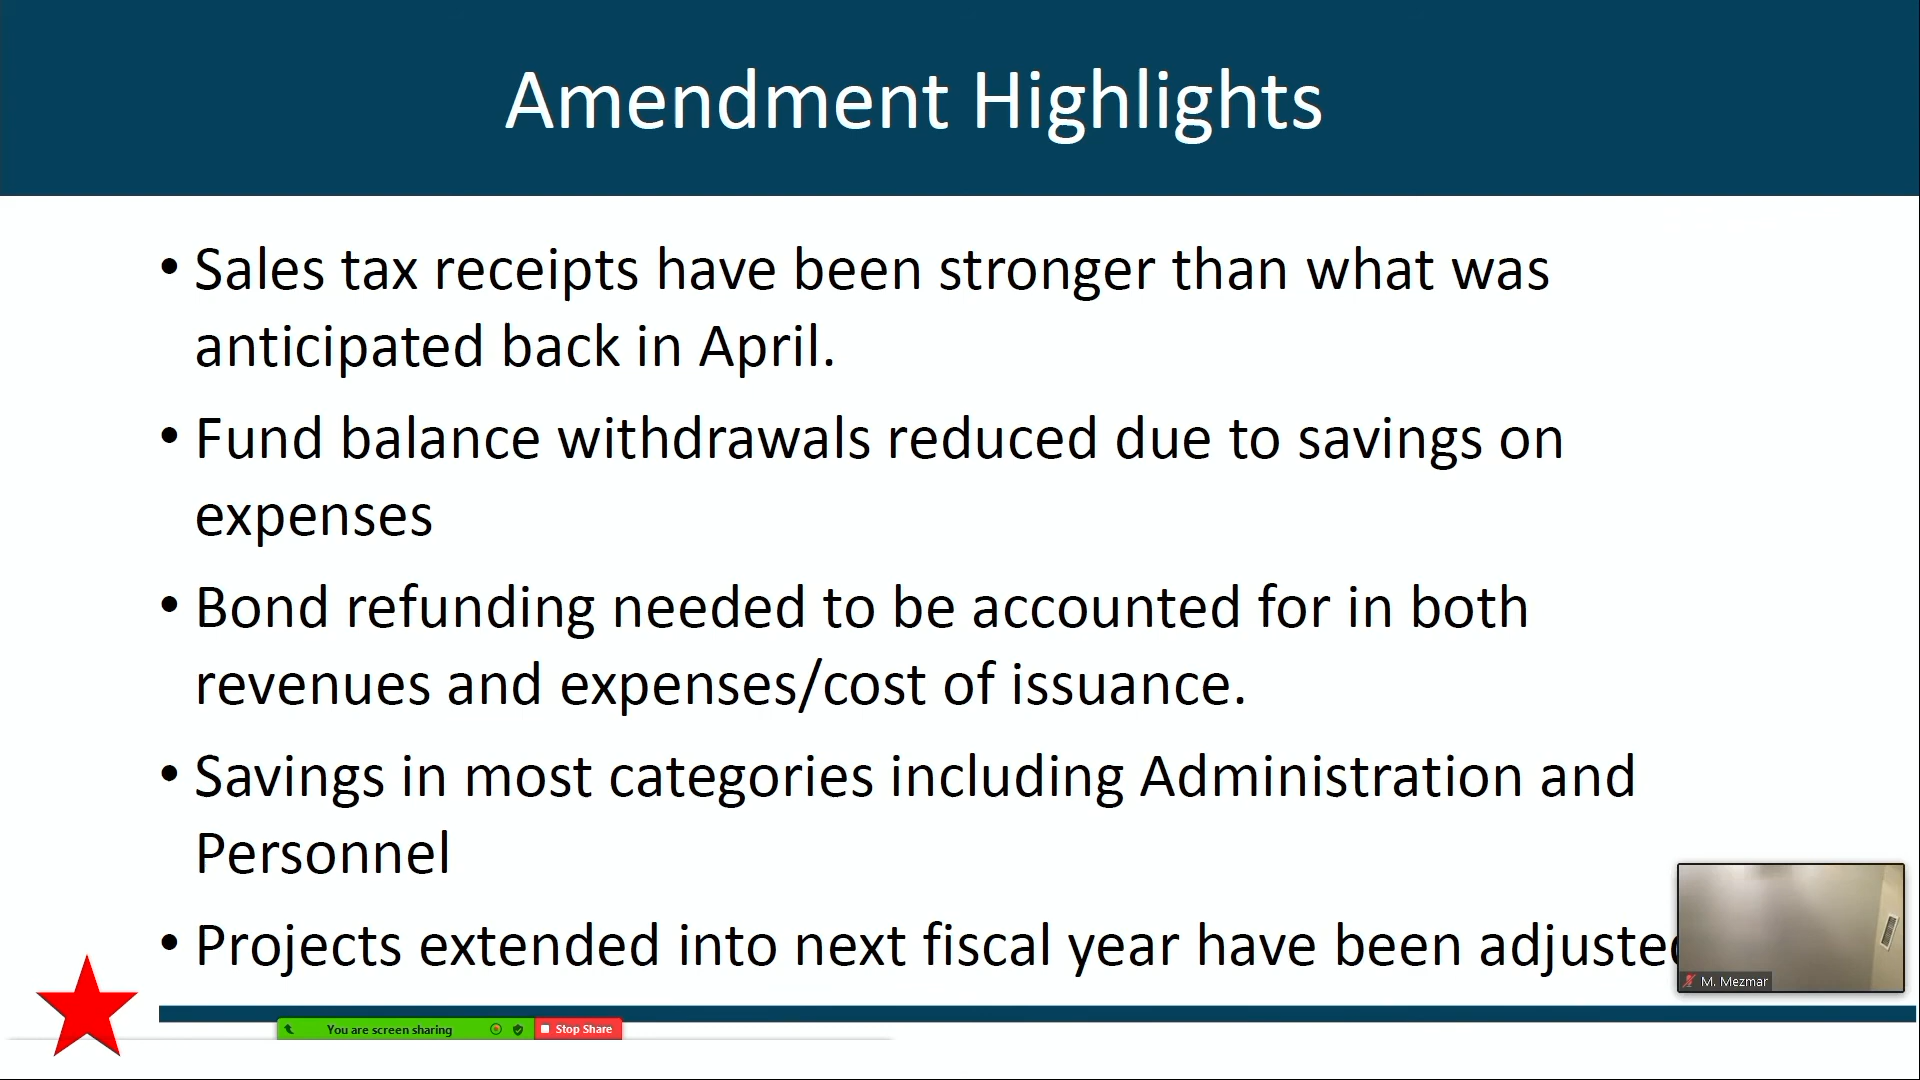 Amendment Highlights
• Sales tax receipts have been stronger than what was
anticipated back in April.
• Fund balance withdrawals reduced due to savings on
expenses
• Bond refunding needed to be accounted for in both
revenues and expenses/cost of issuance.
• Savings in most categories including Administration and
Personnel
• Projects extended into next fiscal year have been adjusted
M. Mezmar
You are screen sharing
Stop Share